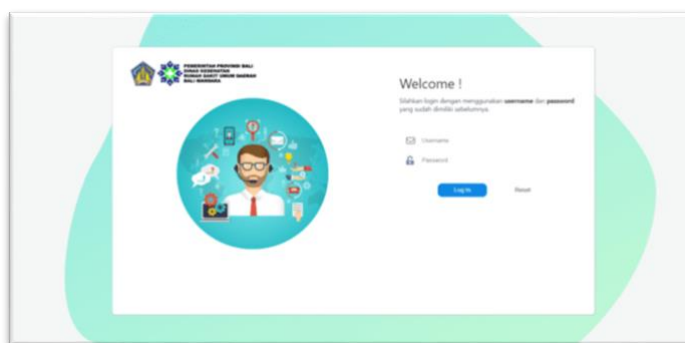 PEMERINTAH PROVINSI BALI
DINAS KESEHATAN
RUMAH SAKIT UMUM DAERAH
BALI MANDARA
Welcome !
Silahkan login dengan menggunakan username dan password
yang sudah dimiliki sebelumnya.
Username
Password
Log In
Reset